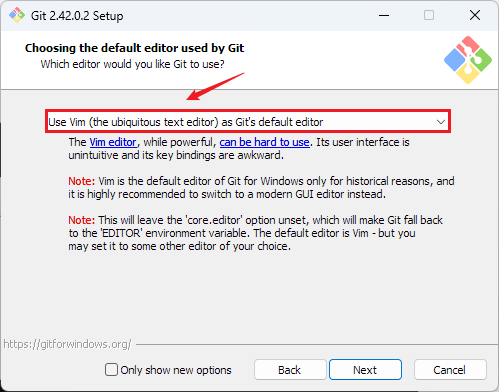 Git 2.42.0.2 Setup
Choosing the default editor used by Git
Which editor would you like Git to use?
Use Vim (the ubiquitous text editor) as Git's default editor
The Vim editor, while powerful, can be hard to use. Its user interface is
unintuitive and its key bindings are awkward.
Note: Vim is the default editor of Git for Windows only for historical reasons, and
it is highly recommended to switch to a modern GUI editor instead.
Note: This will leave the 'core.editor' option unset, which will make Git fall back
to the 'EDITOR' environment variable. The default editor is Vim - but you
may set it to some other editor of your choice.
https://gitforwindows.org/
Only show new options
Back
Next
Cancel